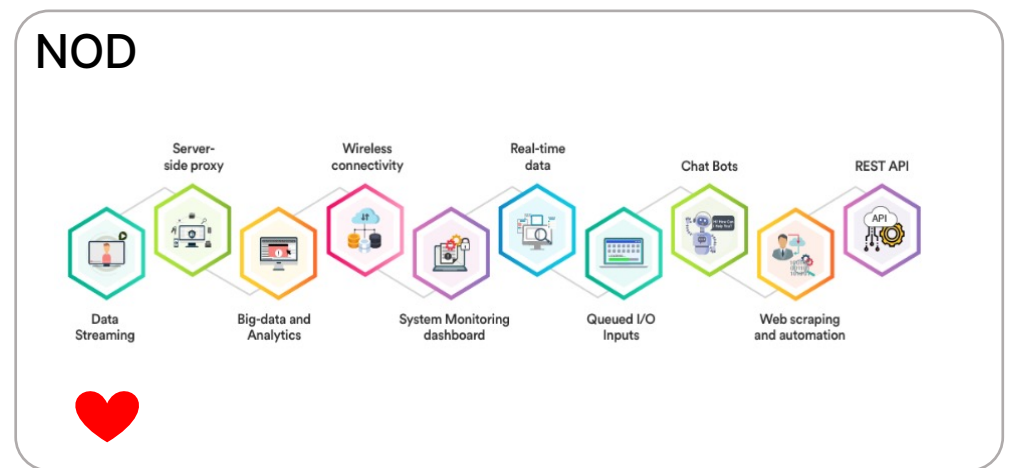 NOD
Server-
side proxy
Wireless
connectivity
Real-time
data
Chat Bots
REST API
API
Data
Streaming
Big-data and
Analytics
System Monitoring
dashboard
Queued I/O
Inputs
Web scraping
and automation